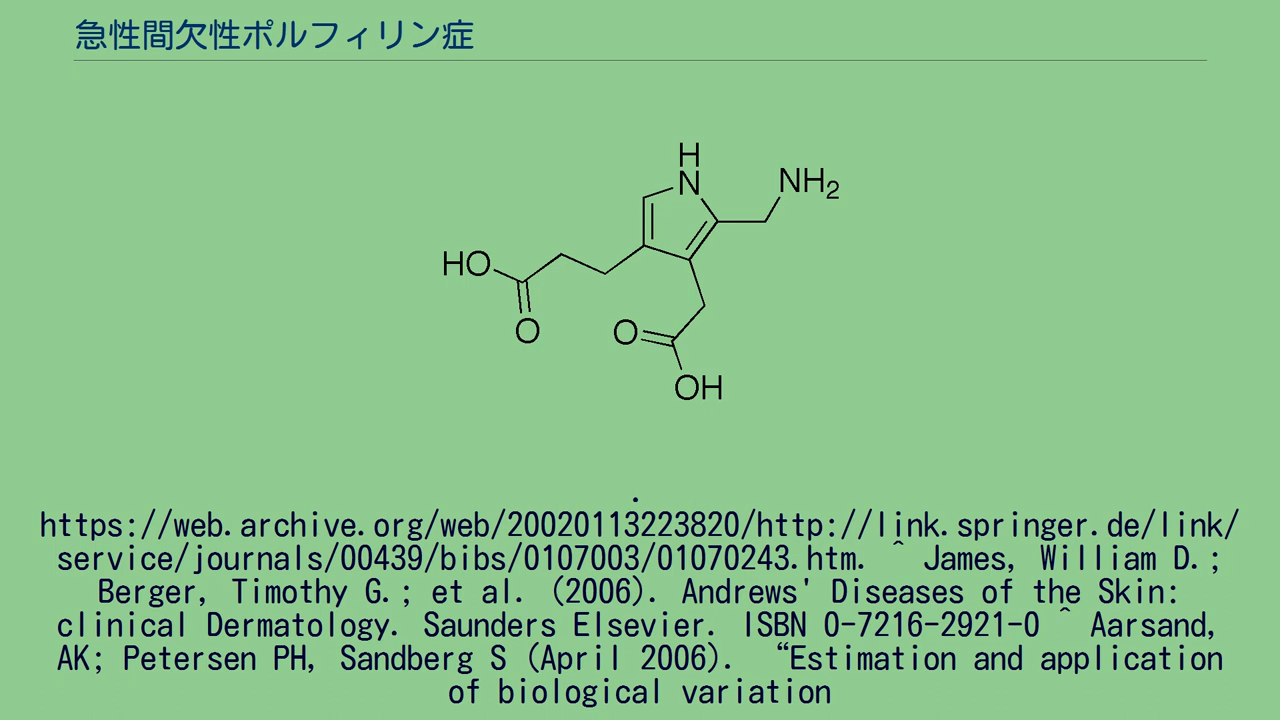 急性間欠性ポルフィリン症
H
N
NH2
HO
O
O
OH
.
https://web.archive.org/web/20020113223820/http://link.springer.de/link/
service/journals/00439/bibs/0107003/01070243.htm. ^ James, William D.;
Berger, Timothy G.; et al. (2006). Andrews' Diseases of the Skin:
clinical Dermatology. Saunders Elsevier. ISBN 0-7216-2921-0 ^ Aarsand,
AK; Petersen PH, Sandberg S (April 2006). “Estimation and application
of biological variation